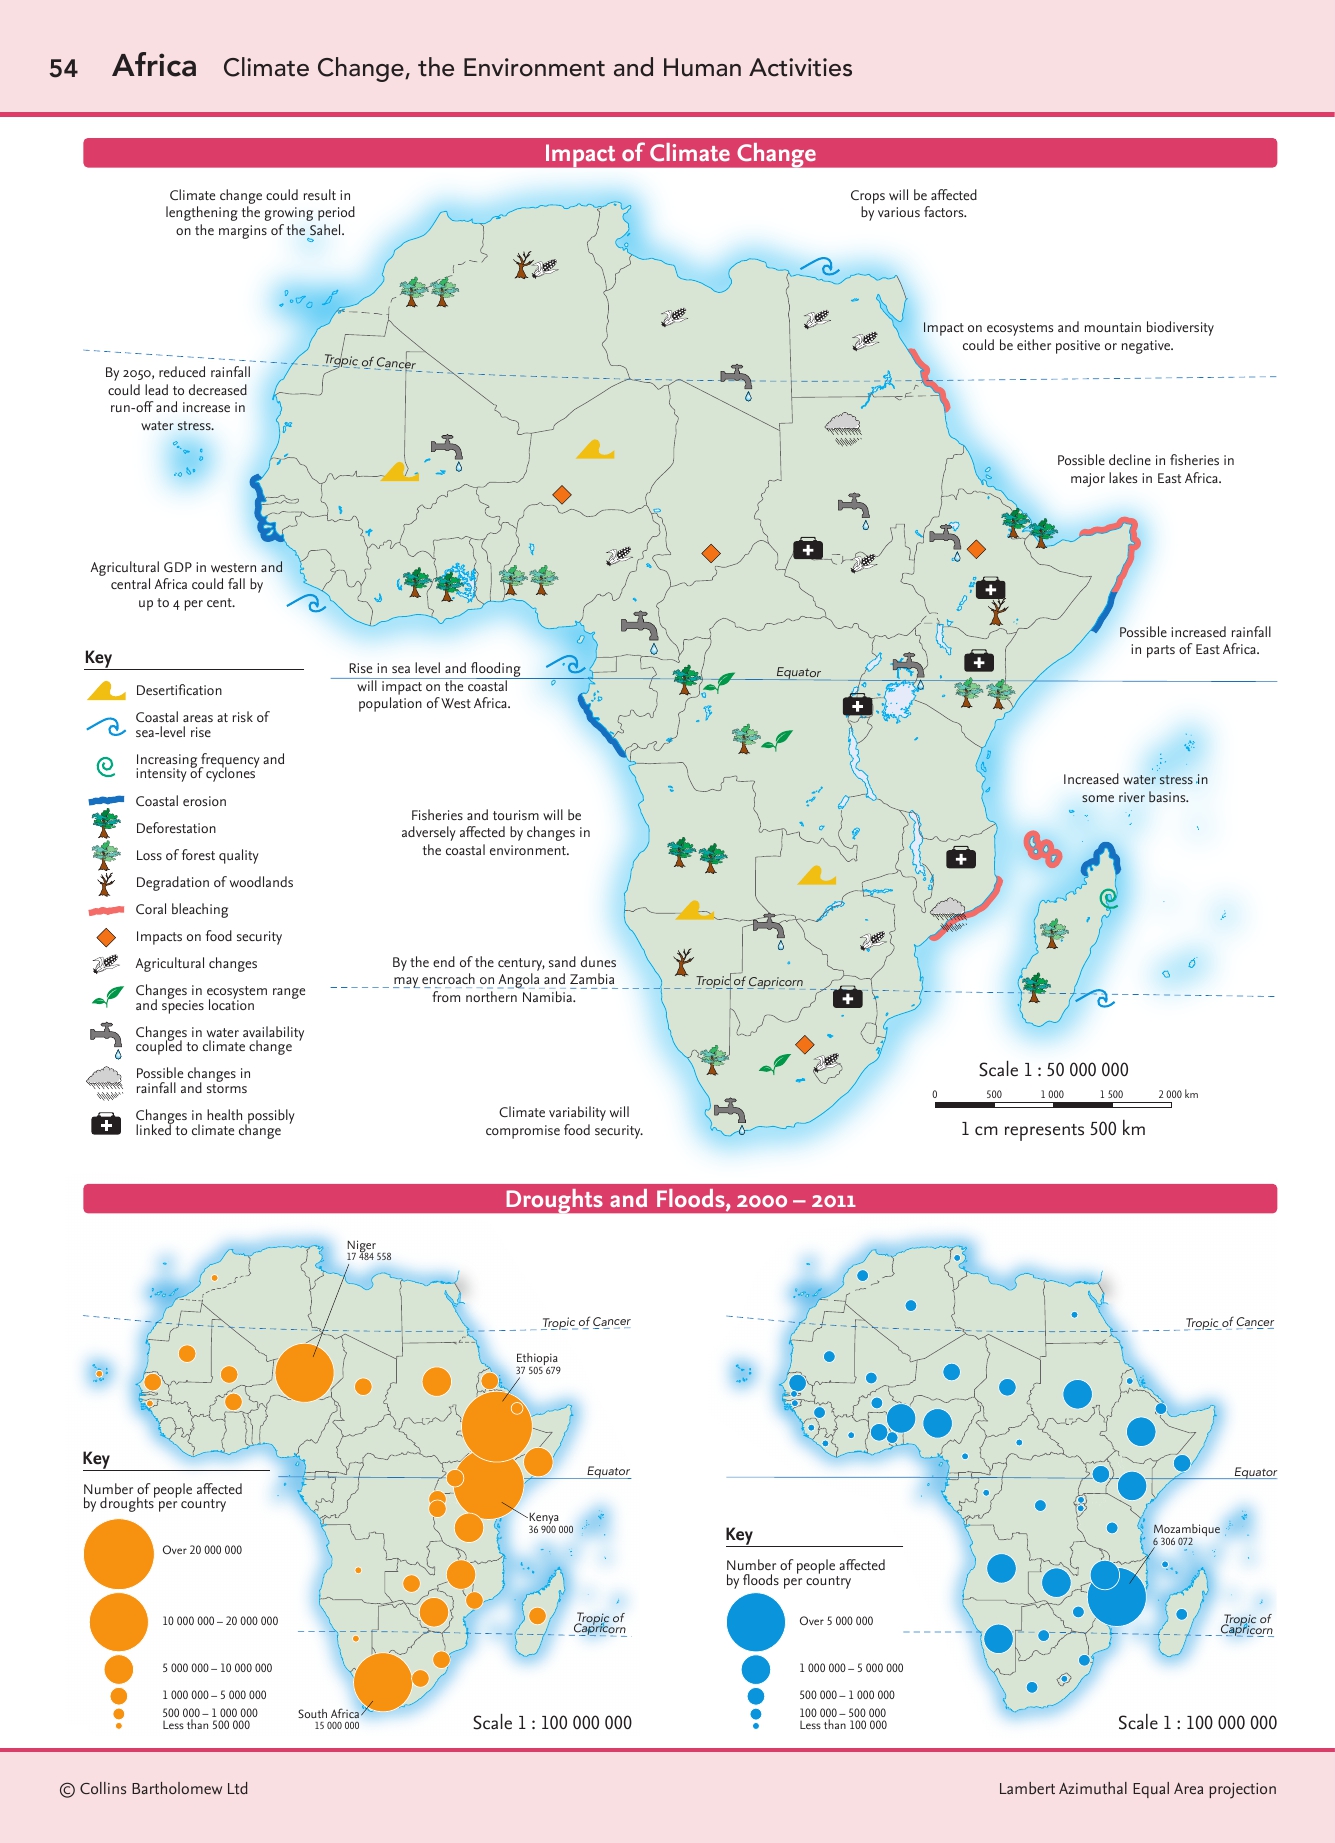 54 Africa Climate Change, the Environment and Human Activities
Impact of Climate Change
Climate change could result in
lengthening the growing period
on the margins of the Sahel.
Crops will be affected
by various factors.
Impact on ecosystems and mountain biodiversity
could be either positive or negative.
Tropic of Cancer
By 2050, reduced rainfall
could lead to decreased
run-off and increase in
water stress.
Possible decline in fisheries in
major lakes in East Africa.
Agricultural GDP in western and
central Africa could fall by
up to 4 per cent.
Possible increased rainfall
in parts of East Africa.
Rise in sea level and flooding
will impact on the coastal
population of West Africa.
Equator
Increased water stress in
some river basins.
Fisheries and tourism will be
adversely affected by changes in
the coastal environment.
By the end of the century, sand dunes
may encroach on Angola and Zambia
from northern Namibia.
Tropic of Capricorn
Climate variability will
compromise food security.
Key
Desertification
Coastal areas at risk of
sea-level rise
Increasing frequency and
intensity of cyclones
Coastal erosion
Deforestation
Loss of forest quality
Degradation of woodlands
Coral bleaching
Impacts on food security
Agricultural changes
Changes in ecosystem range
and species location
Changes in water availability
coupled to climate change
Possible changes in
rainfall and storms
Changes in health possibly
linked to climate change
Scale 1 : 50 000 000
0 500 1 000 1 500 2 000 km
1 cm represents 500 km
Droughts and Floods, 2000 – 2011
Niger
17 484 558
Tropic of Cancer
Ethiopia
37 505 679
Equator
Kenya
36 900 000
Tropic of
Capricorn
South Africa
15 000 000
Key
Number of people affected
by droughts per country
Over 20 000 000
10 000 000 – 20 000 000
5 000 000 – 10 000 000
1 000 000 – 5 000 000
500 000 – 1 000 000
Less than 500 000
Scale 1 : 100 000 000
Tropic of Cancer
Equator
Mozambique
6 306 072
Tropic of
Capricorn
Key
Number of people affected
by floods per country
Over 5 000 000
1 000 000 – 5 000 000
500 000 – 1 000 000
100 000 – 500 000
Less than 100 000
Scale 1 : 100 000 000
© Collins Bartholomew Ltd
Lambert Azimuthal Equal Area projection